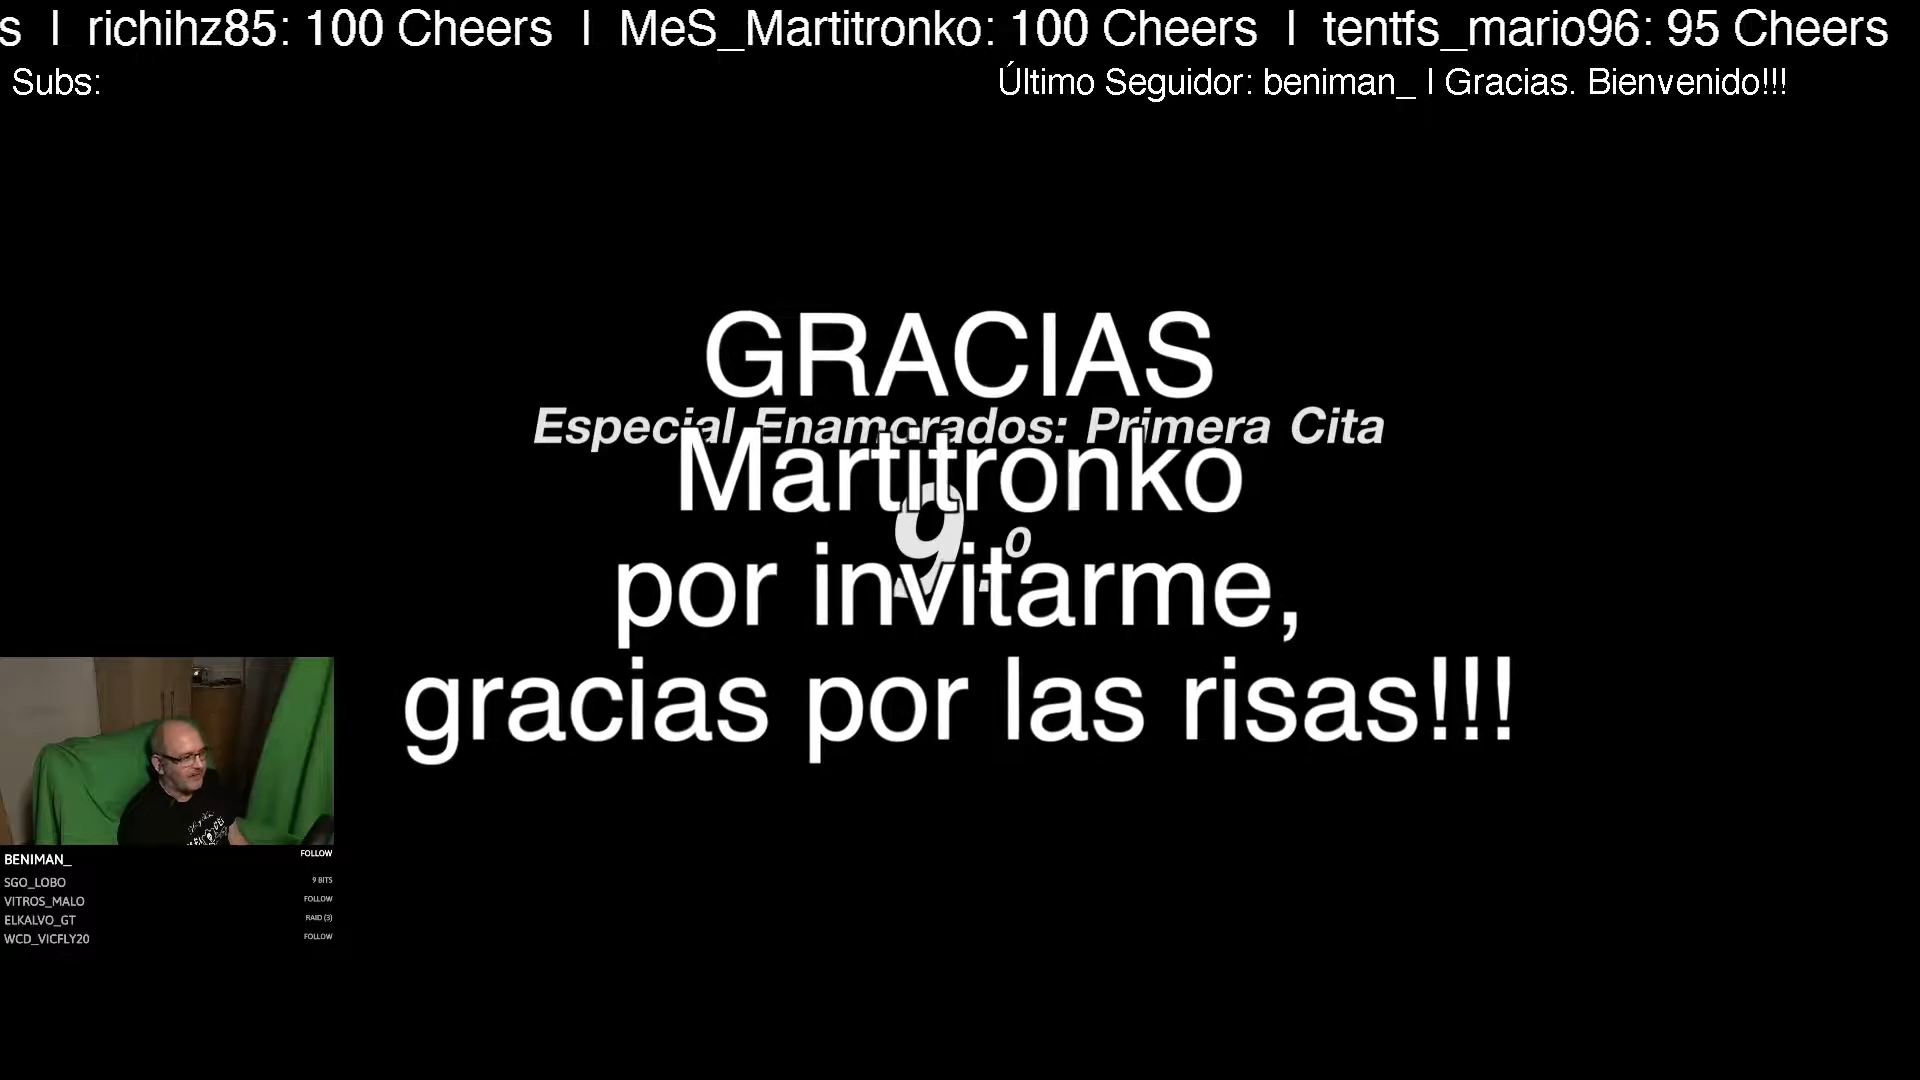 s | richihz85: 100 Cheers | MeS_Martitronko: 100 Cheers | tentfs_mario96: 95 Cheers
Subs:
Último Seguidor: beniman_ | Gracias. Bienvenido!!!
GRACIAS
Especial Enamorados: Primera Cita
Martitronko
9.º
por invitarme,
gracias por las risas!!!
BENIMAN_ FOLLOW
SGO_LOBO 9 BITS
VITROS_MALO FOLLOW
ELKALVO_GT RAID (3)
WCD_VICFLY20 FOLLOW